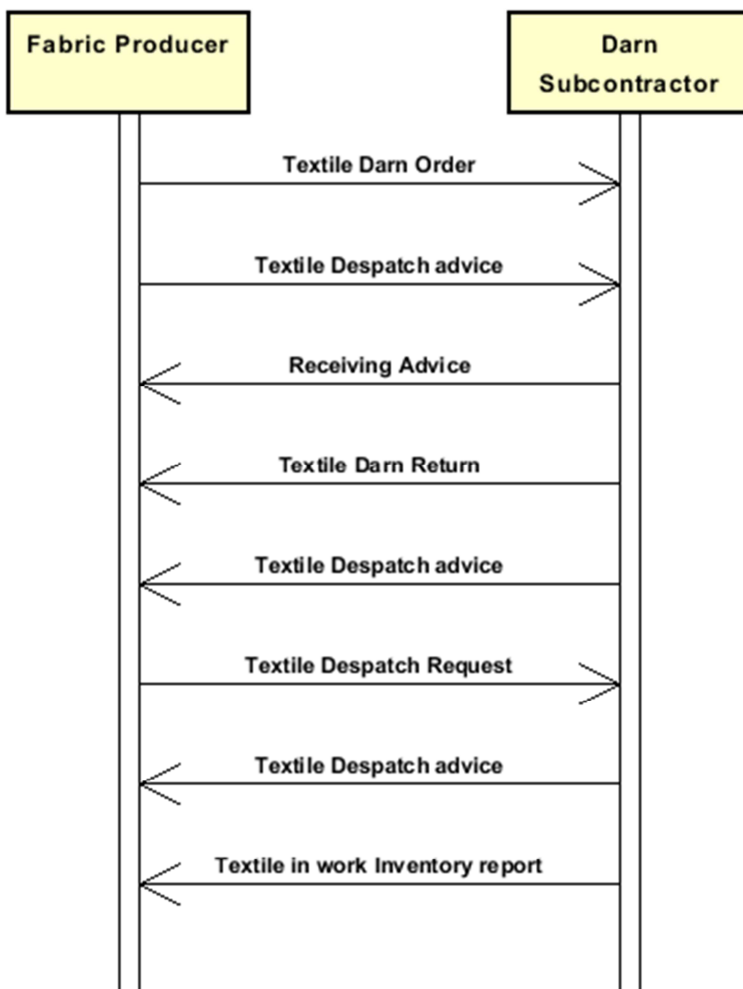 Fabric Producer
Darn
Subcontractor
Textile Darn Order
Textile Despatch advice
Receiving Advice
Textile Darn Return
Textile Despatch advice
Textile Despatch Request
Textile Despatch advice
Textile in work Inventory report